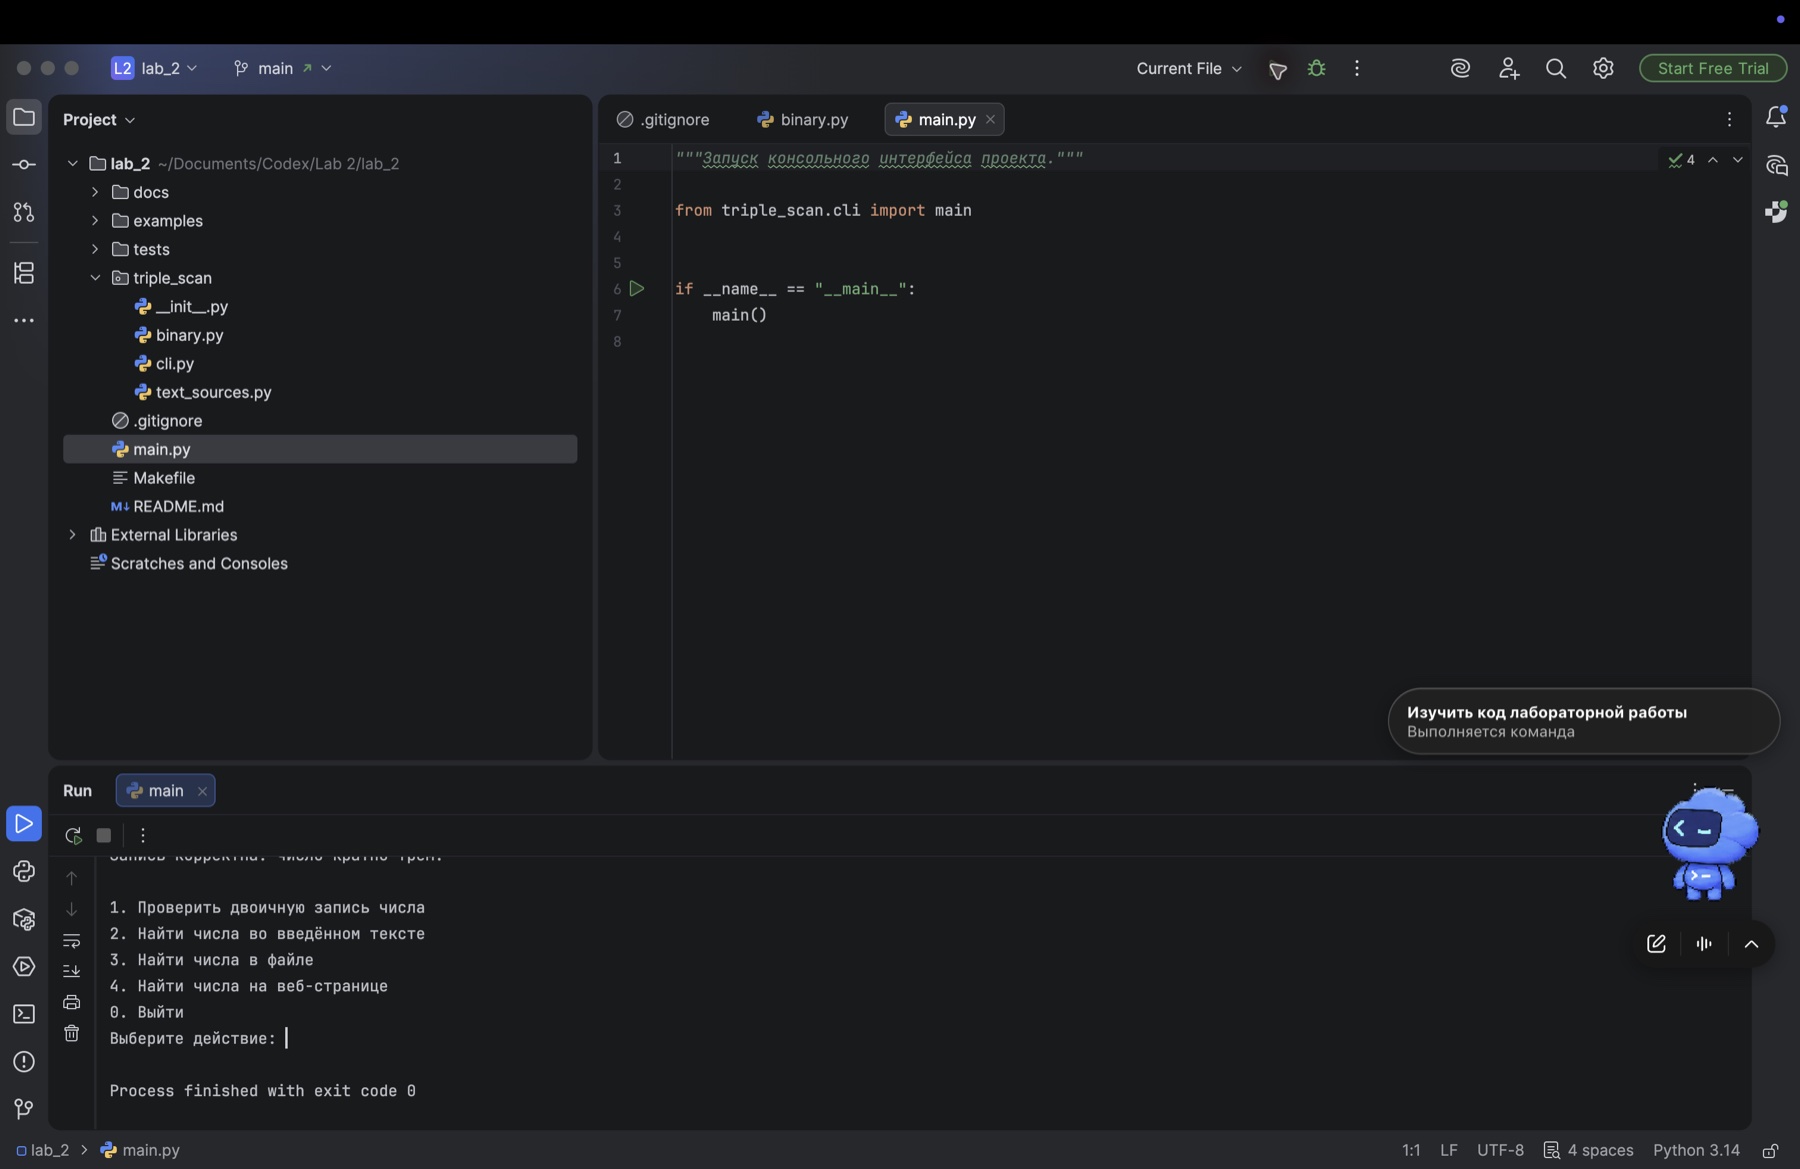 L2 lab_2 main Current File Start Free Trial
Project
.gitignore binary.py main.py
lab_2 ~/Documents/Codex/Lab 2/lab_2
docs
examples
tests
triple_scan
__init__.py
binary.py
cli.py
text_sources.py
.gitignore
main.py
Makefile
M↓ README.md
External Libraries
Scratches and Consoles
1 """Запуск консольного интерфейса проекта."""
4
2
3 from triple_scan.cli import main
4
5
6 if __name__ == "__main__":
7 main()
8
Изучить код лабораторной работы
Выполняется команда
Run main
Запись корректна. Число кратно трём.
1. Проверить двоичную запись числа
2. Найти числа во введённом тексте
3. Найти числа в файле
4. Найти числа на веб-странице
0. Выйти
Выберите действие:
Process finished with exit code 0
lab_2 > main.py 1:1 LF UTF-8 4 spaces Python 3.14